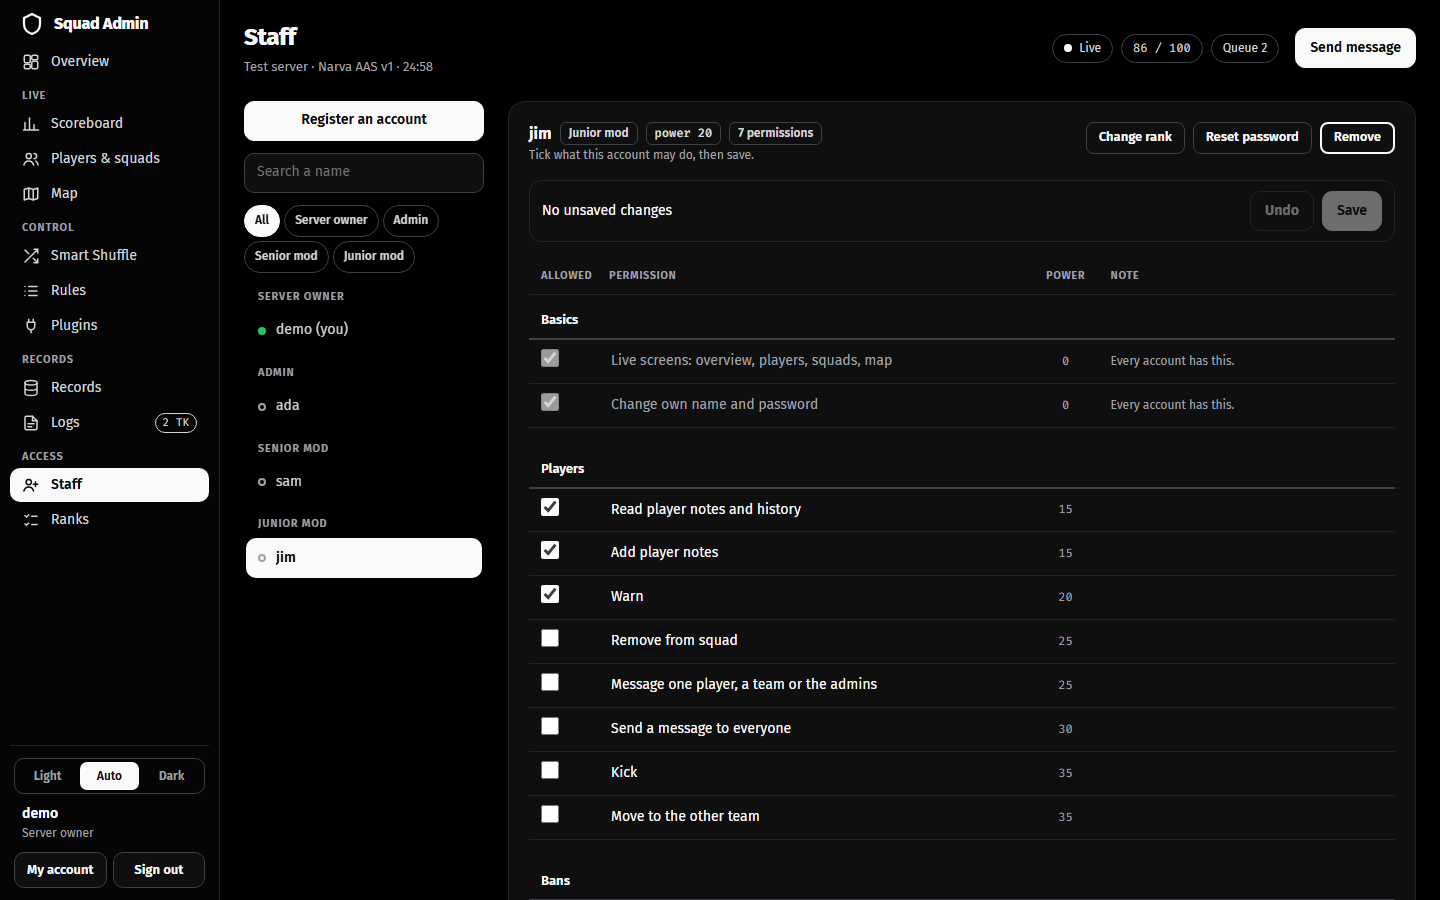 Squad Admin
Overview
LIVE
Scoreboard
Players & squads
Map
CONTROL
Smart Shuffle
Rules
Plugins
RECORDS
Records
Logs 2 TK
ACCESS
Staff
Ranks
Light Auto Dark
demo
Server owner
My account Sign out
Staff
Test server · Narva AAS v1 · 24:58
Live 86 / 100 Queue 2 Send message
Register an account
Search a name
All Server owner Admin
Senior mod Junior mod
SERVER OWNER
demo (you)
ADMIN
ada
SENIOR MOD
sam
JUNIOR MOD
jim
jim Junior mod power 20 7 permissions
Tick what this account may do, then save.
Change rank Reset password Remove
No unsaved changes Undo Save
ALLOWED PERMISSION POWER NOTE
Basics
Live screens: overview, players, squads, map 0 Every account has this.
Change own name and password 0 Every account has this.
Players
Read player notes and history 15
Add player notes 15
Warn 20
Remove from squad 25
Message one player, a team or the admins 25
Send a message to everyone 30
Kick 35
Move to the other team 35
Bans